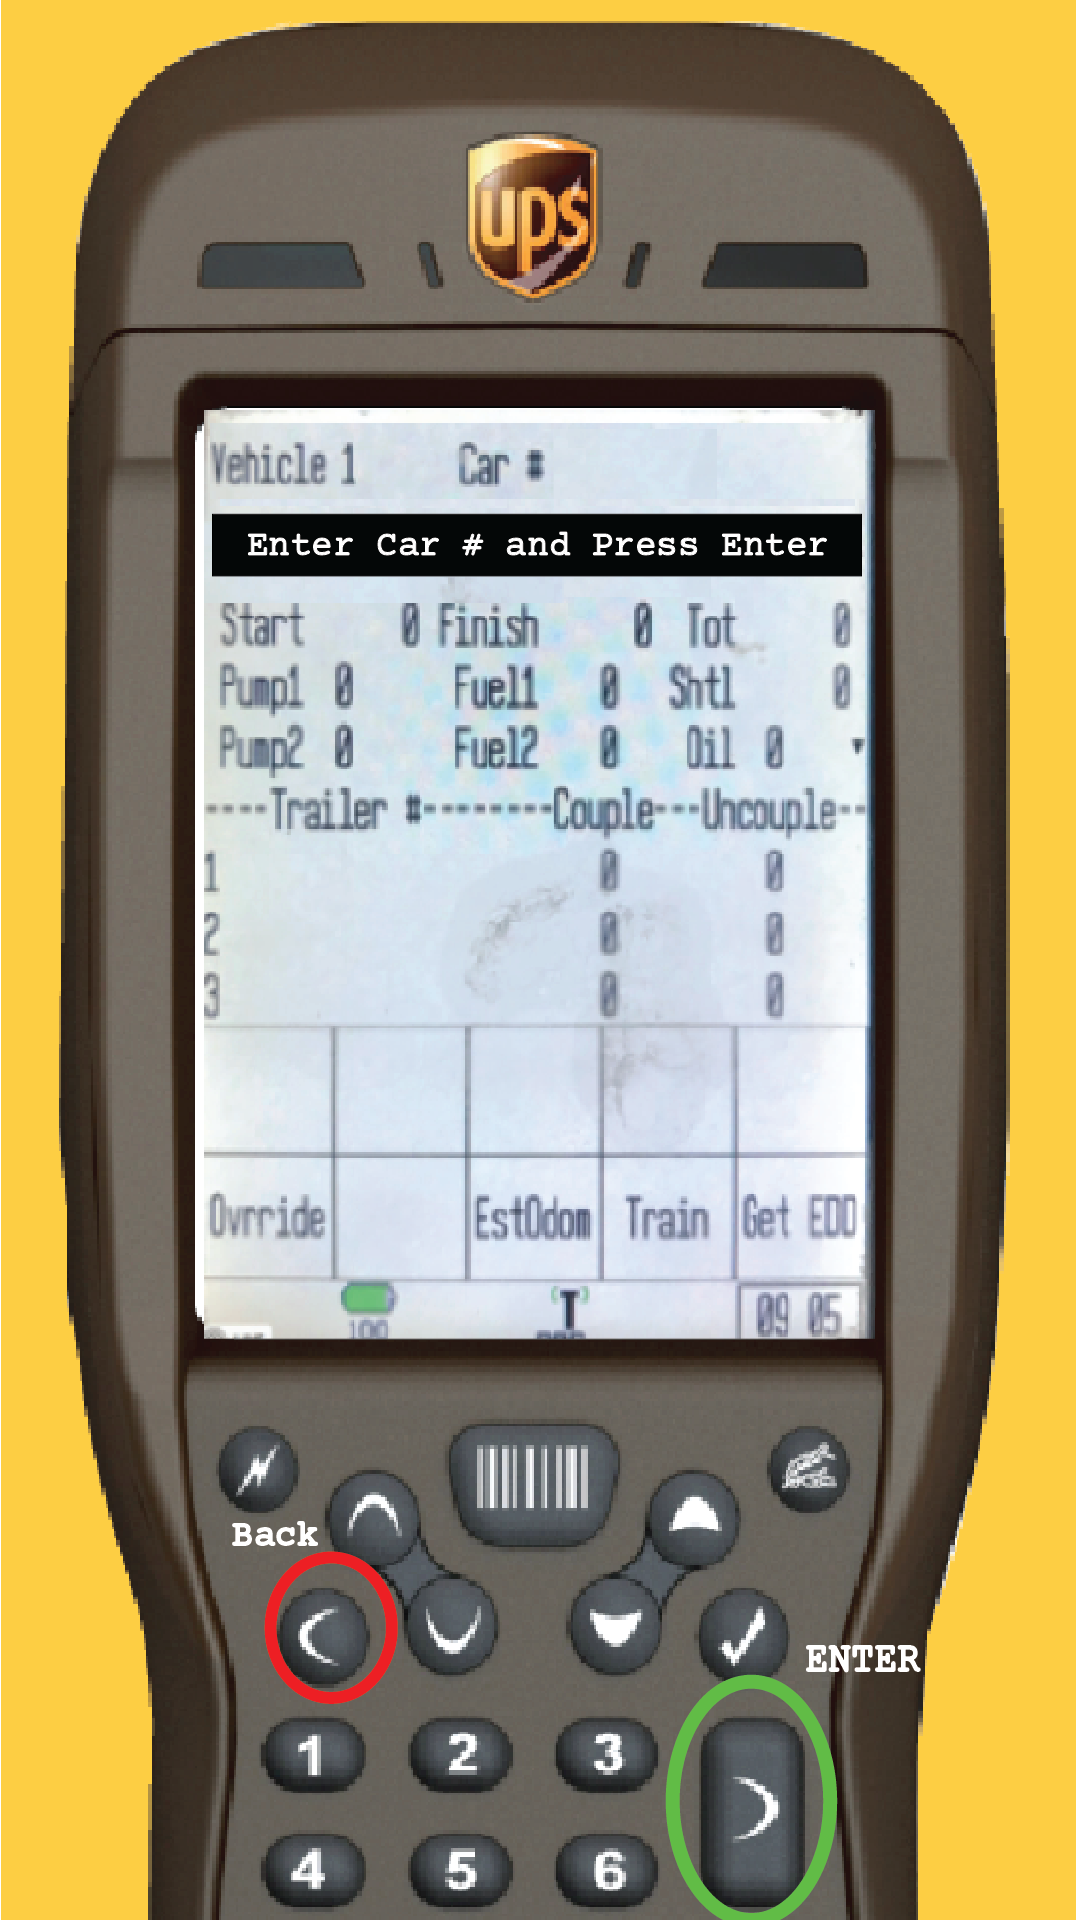 ups
Vehicle 1 Car #
Enter Car # and Press Enter
Start 0 Finish 0 Tot 0
Pump1 0 Fuel1 0 Shtl 0
Pump2 0 Fuel2 0 Oil 0
----Trailer #--------Couple---Uncouple--
1 0 0
2 0 0
3 0 0
Ovrride EstOdom Train Get EDD
100 T 09 05
Back
ENTER
1 2 3
4 5 6